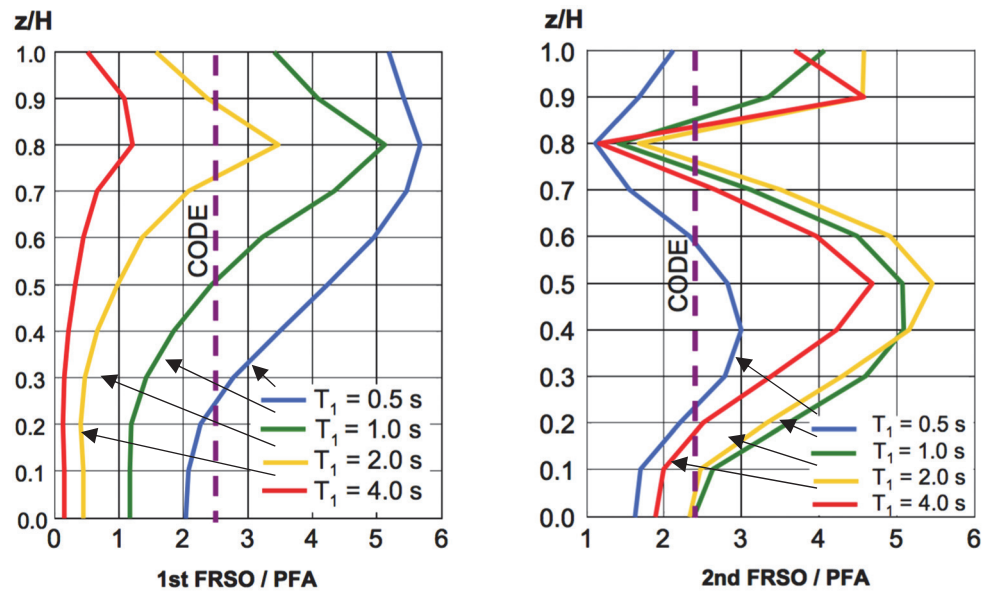 z/H
1.0
0.9
0.8
0.7
0.6
0.5
0.4
0.3
0.2
0.1
0.0
CODE
T1 = 0.5 s
T1 = 1.0 s
T1 = 2.0 s
T1 = 4.0 s
0 1 2 3 4 5 6
1st FRSO / PFA
z/H
1.0
0.9
0.8
0.7
0.6
0.5
0.4
0.3
0.2
0.1
0.0
CODE
T1 = 0.5 s
T1 = 1.0 s
T1 = 2.0 s
T1 = 4.0 s
1 2 3 4 5 6
2nd FRSO / PFA